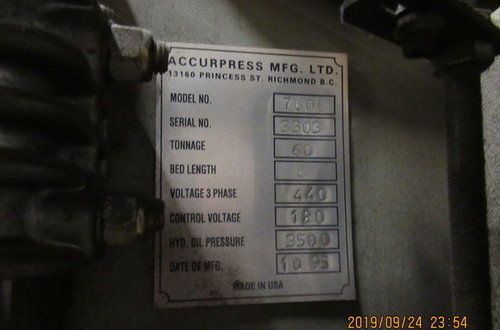 ACCURPRESS MFG. LTD.
13160 PRINCESS ST. RICHMOND B.C.
MODEL NO. 7608
SERIAL NO. 3303
TONNAGE 60
BED LENGTH
VOLTAGE 3 PHASE 440
CONTROL VOLTAGE 120
HYD. OIL PRESSURE 3500
DATE OF MFG. 10 95
MADE IN USA
2019/09/24 23:54